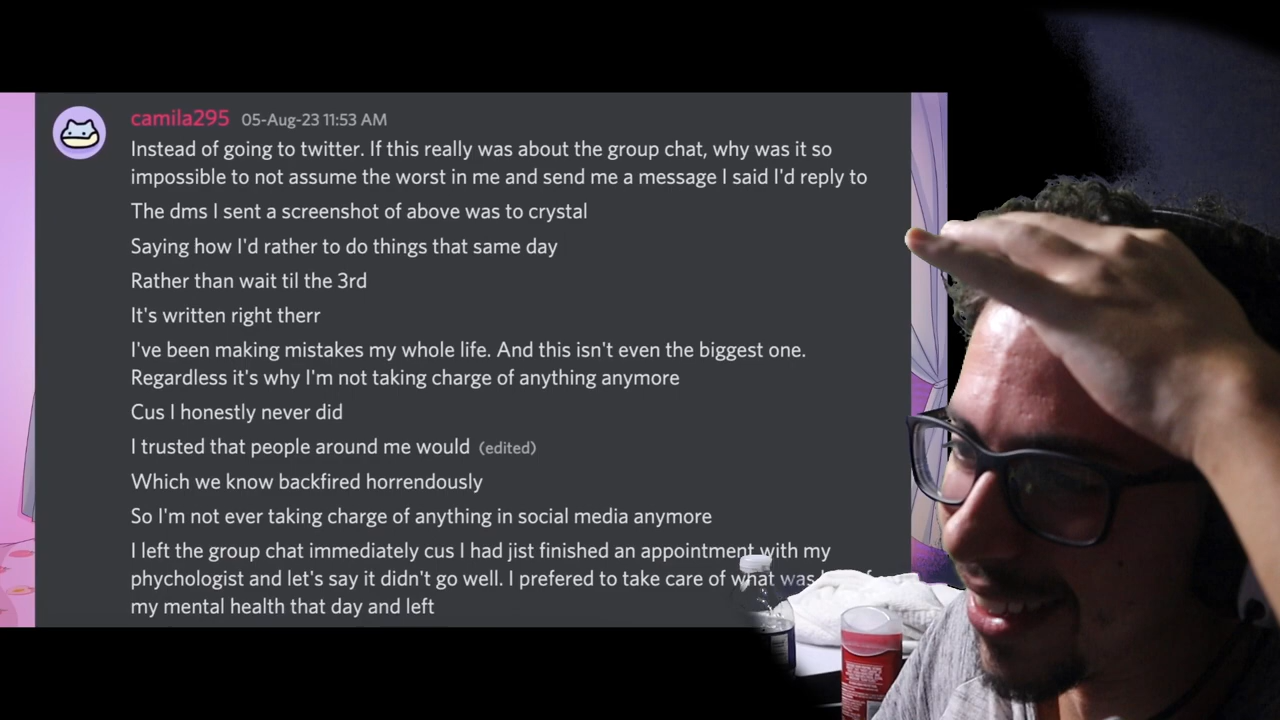 camila295 05-Aug-23 11:53 AM
Instead of going to twitter. If this really was about the group chat, why was it so
impossible to not assume the worst in me and send me a message I said I'd reply to
The dms I sent a screenshot of above was to crystal
Saying how I'd rather to do things that same day
Rather than wait til the 3rd
It's written right therr
I've been making mistakes my whole life. And this isn't even the biggest one.
Regardless it's why I'm not taking charge of anything anymore
Cus I honestly never did
I trusted that people around me would (edited)
Which we know backfired horrendously
So I'm not ever taking charge of anything in social media anymore
I left the group chat immediately cus I had jist finished an appointment with my
phychologist and let's say it didn't go well. I prefered to take care of what was
my mental health that day and left